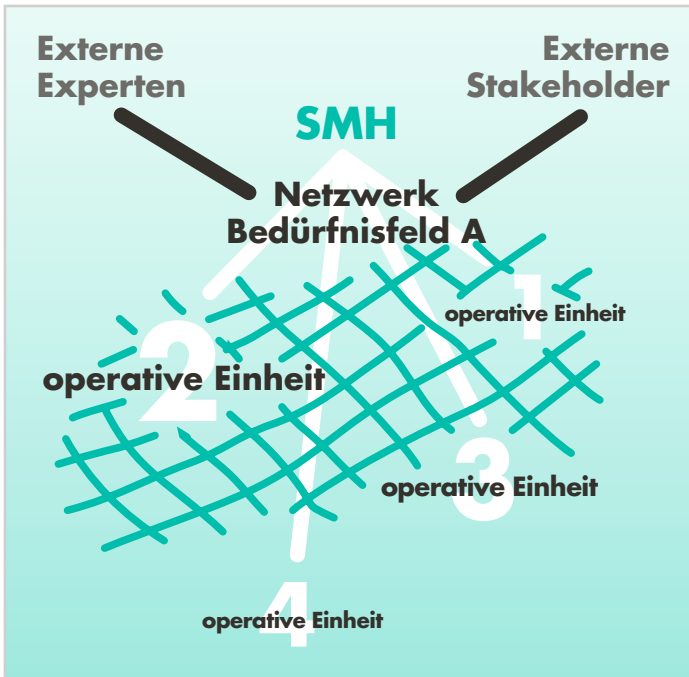 Externe
Experten
Externe
Stakeholder
SMH
Netzwerk
Bedürfnisfeld A
1
operative Einheit
2
operative Einheit
3
operative Einheit
4
operative Einheit